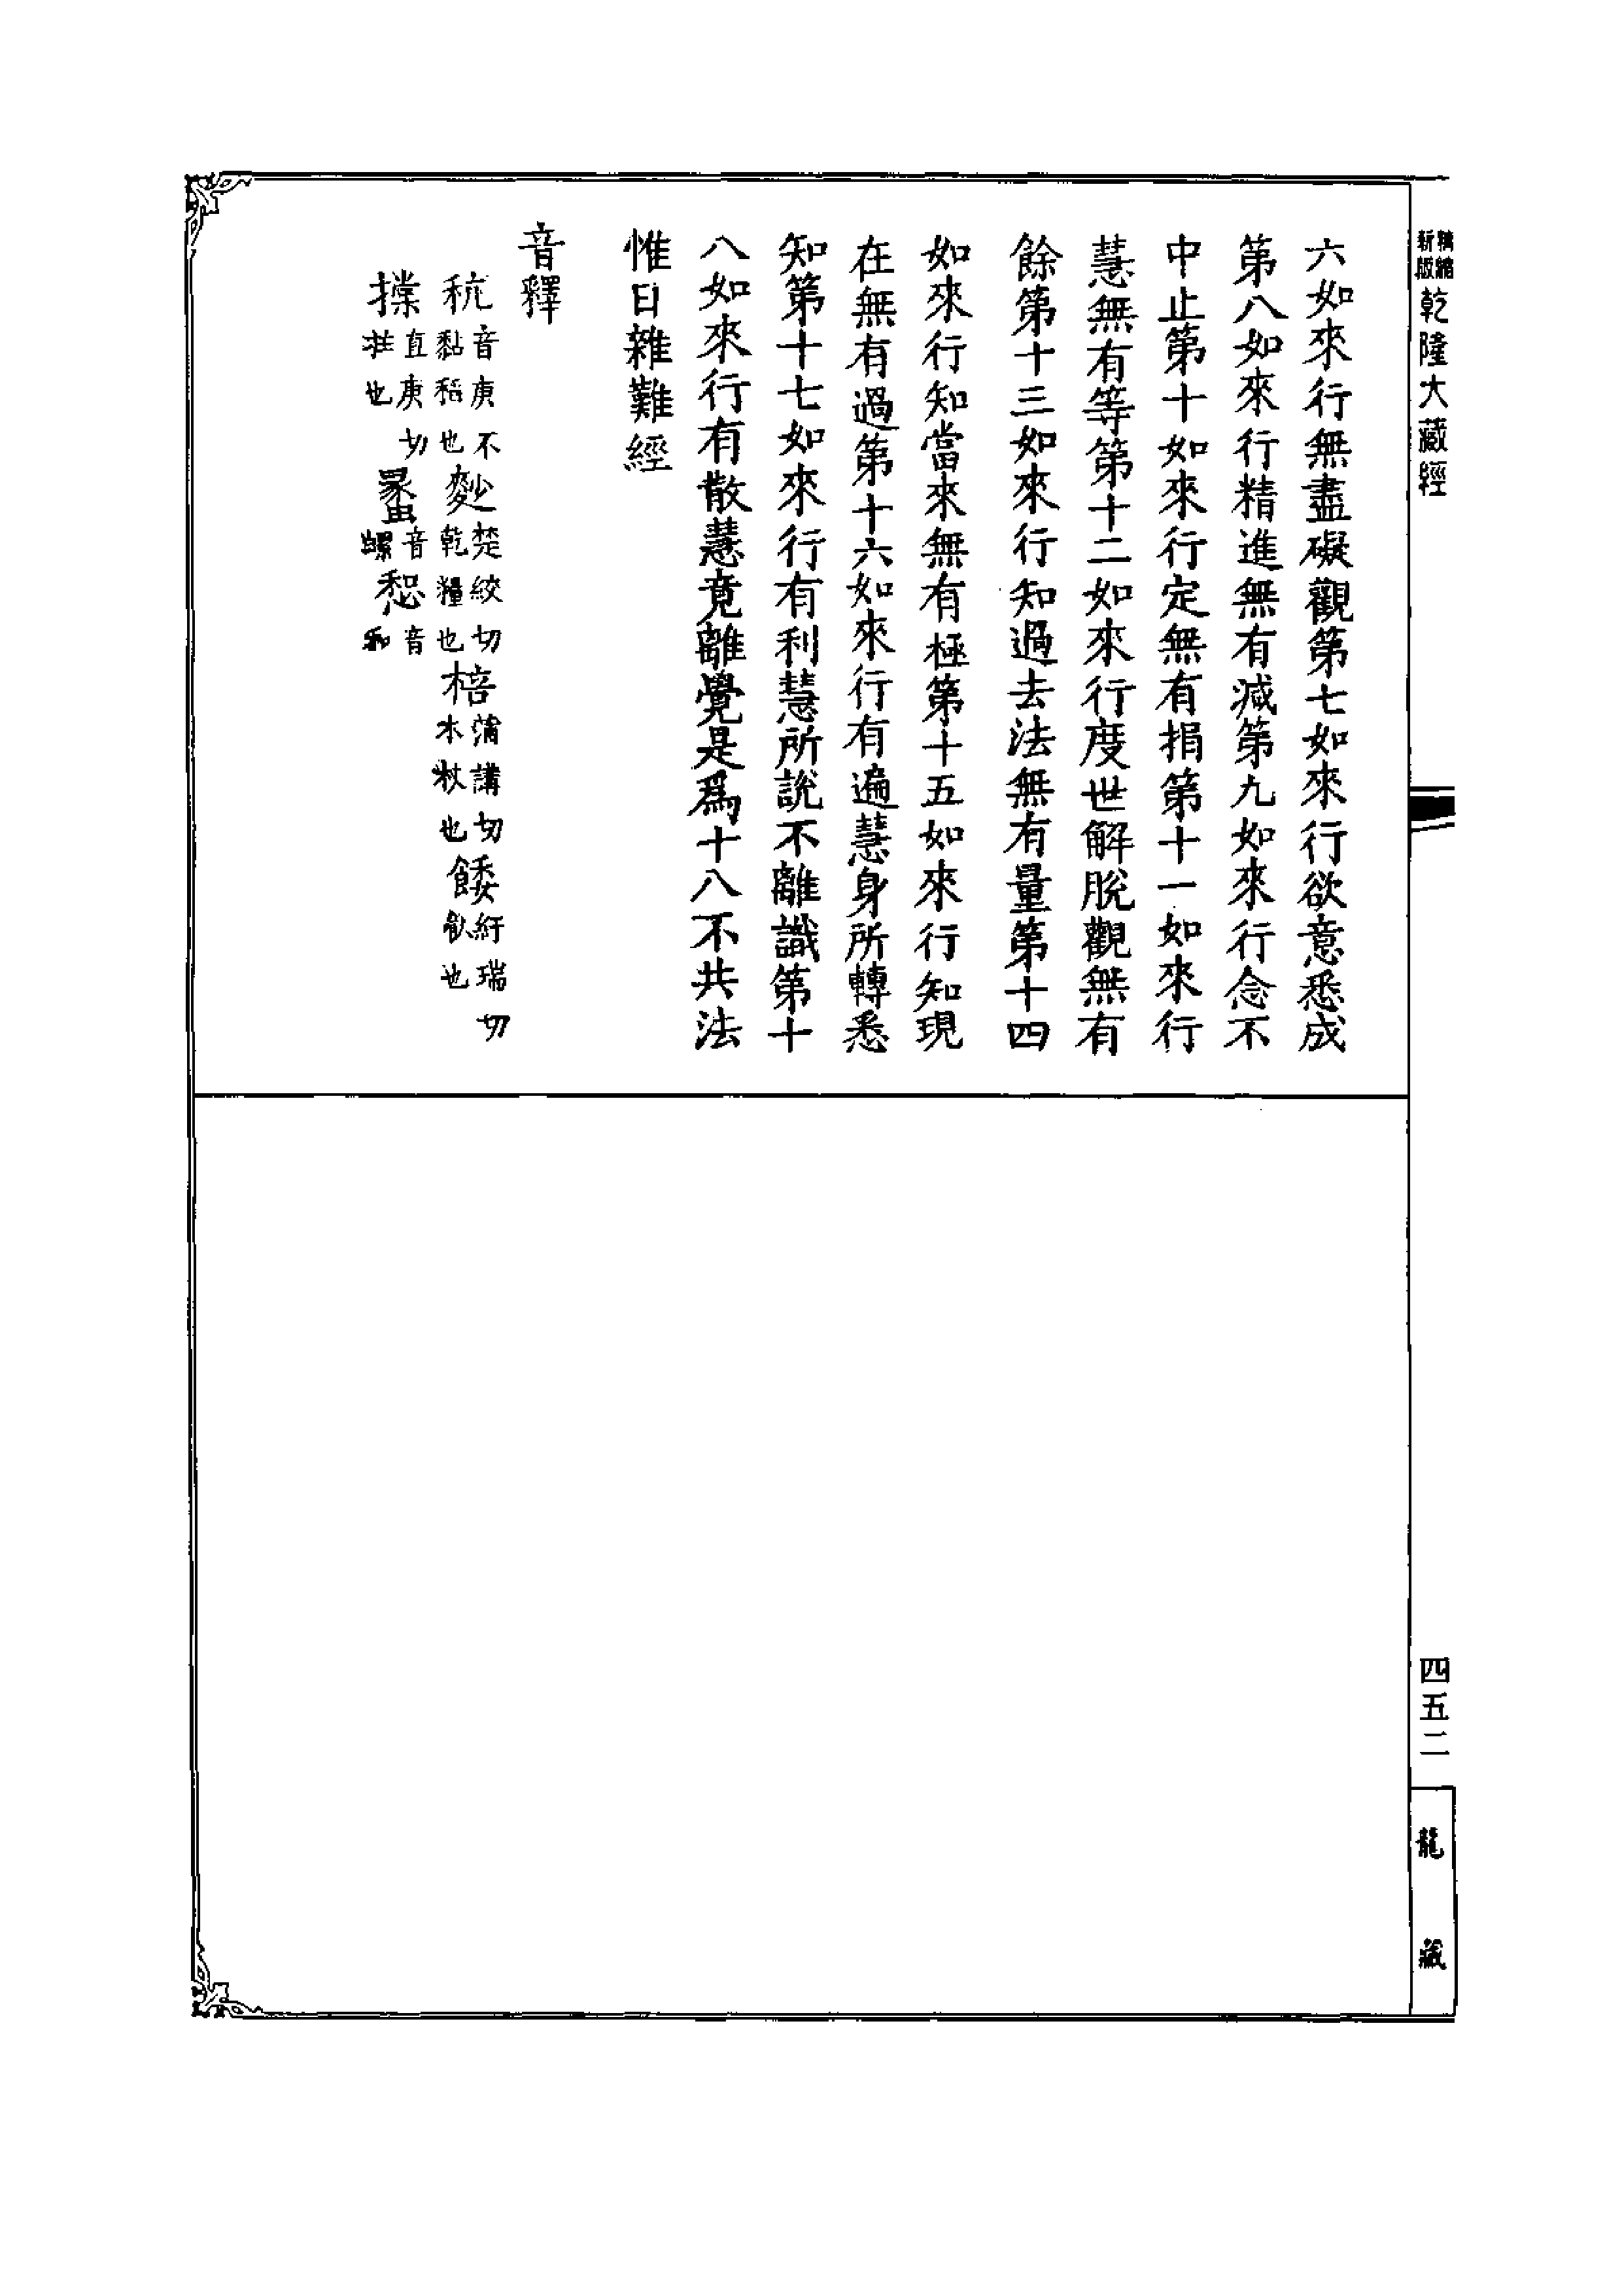 精縮新版乾隆大藏經
六如來行無盡礙觀第七如來行欲意悉成
第八如來行精進無有減第九如來行念不
中止第十如來行定無有捐第十一如來行
慧無有等第十二如來行度世解脫觀無有
餘第十三如來行知過去法無有量第十四
如來行知當來無有極第十五如來行知現
在無有過第十六如來行有遍慧身所轉悉
知第十七如來行有利慧所說不離識第十
八如來行有散慧竟離覺是爲十八不共法
惟日雜難經
音釋
秔音庚不黏稻也麨楚絞切乾糧也棓蒲講切木杖也餧紆瑞切飤也
橖直庚切柱也蠡音螺惒音和
四五二
龍藏